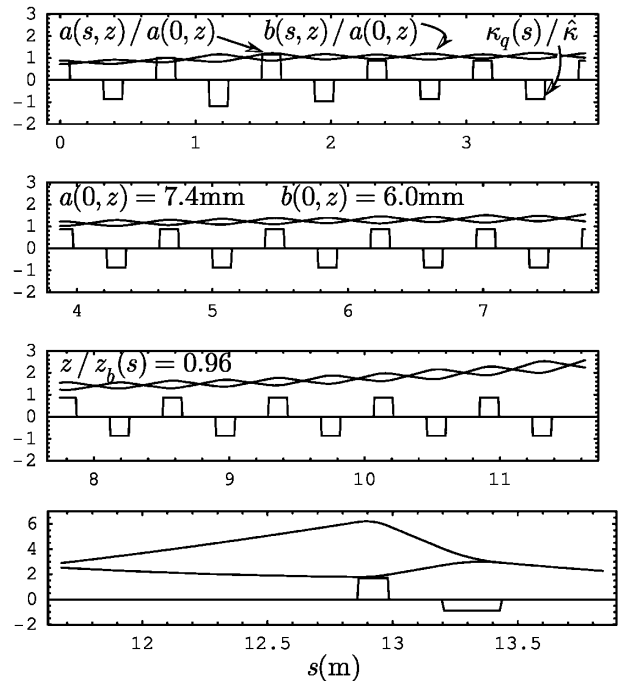 3
a(s,z)/a(0,z) b(s,z)/a(0,z) κ_q(s)/κ̂
2
1
0
-1
-2
0 1 2 3
3
a(0,z) = 7.4mm b(0,z) = 6.0mm
2
1
0
-1
-2
4 5 6 7
3
z/z_b(s) = 0.96
2
1
0
-1
-2
8 9 10 11
6
4
2
0
-2
12 12.5 13 13.5
s(m)